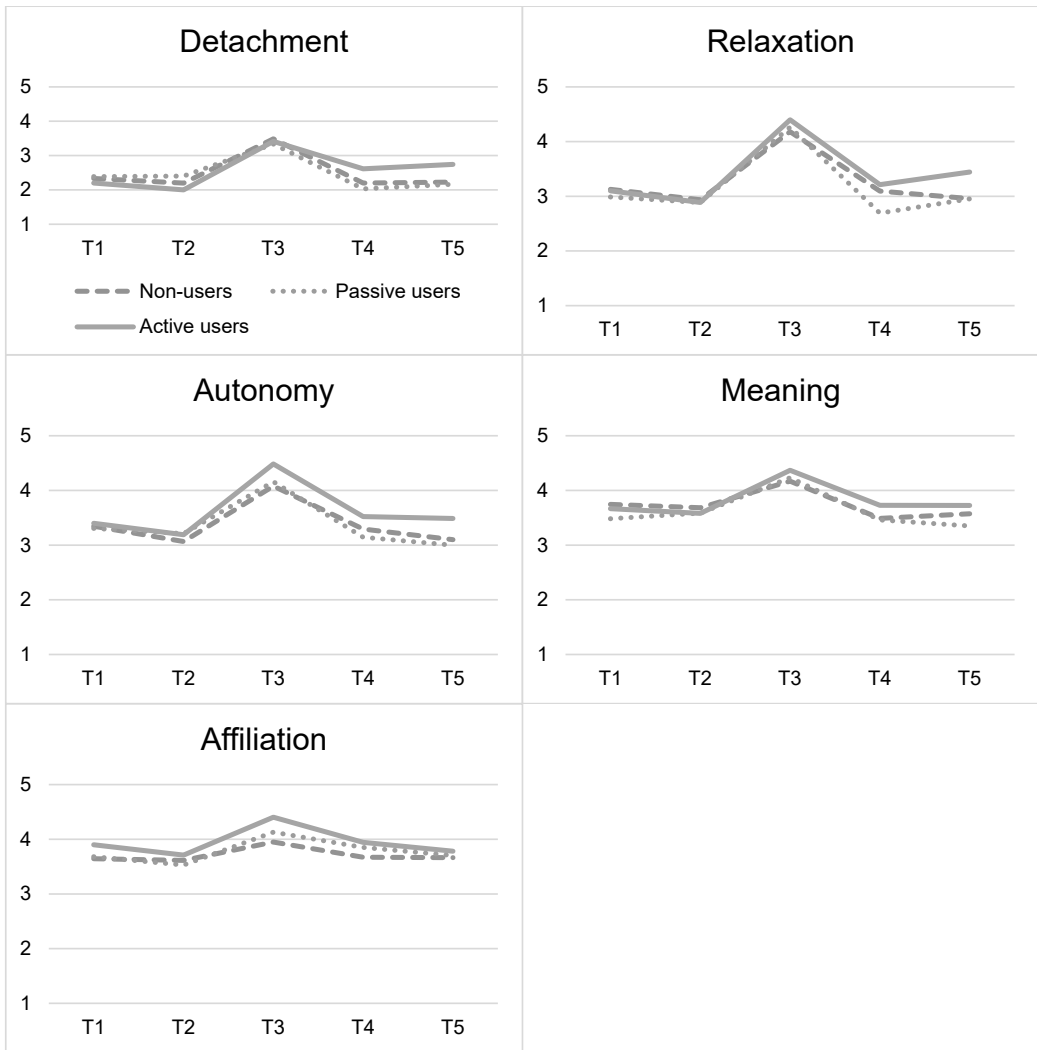 Detachment
5
4
3
2
1
T1 T2 T3 T4 T5
Non-users Passive users
Active users
Relaxation
5
4
3
2
1
T1 T2 T3 T4 T5
Autonomy
5
4
3
2
1
T1 T2 T3 T4 T5
Meaning
5
4
3
2
1
T1 T2 T3 T4 T5
Affiliation
5
4
3
2
1
T1 T2 T3 T4 T5